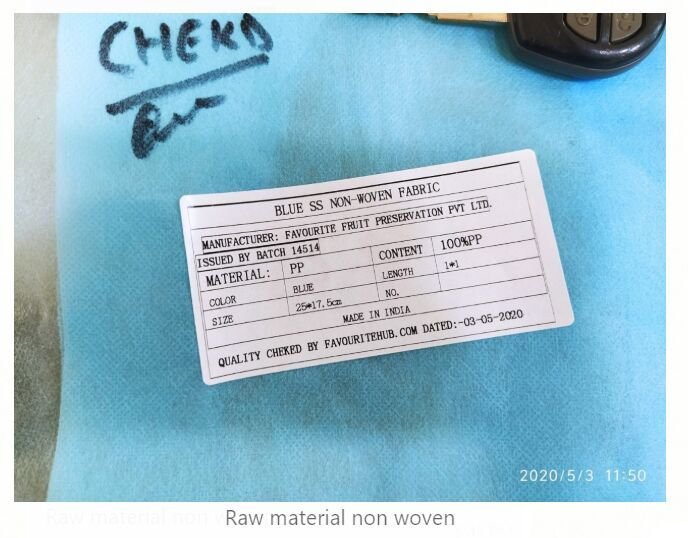 CHEKD
BLUE SS NON-WOVEN FABRIC
MANUFACTURER: FAVOURITE FRUIT PRESERVATION PVT LTD.
ISSUED BY BATCH 14514
MATERIAL: PP CONTENT 100%PP
COLOR BLUE LENGTH 1*1
SIZE 25*17.5cm NO.
MADE IN INDIA
QUALITY CHEKED BY FAVOURITEHUB.COM DATED:-03-05-2020
2020/5/3 11:50
Raw material non woven